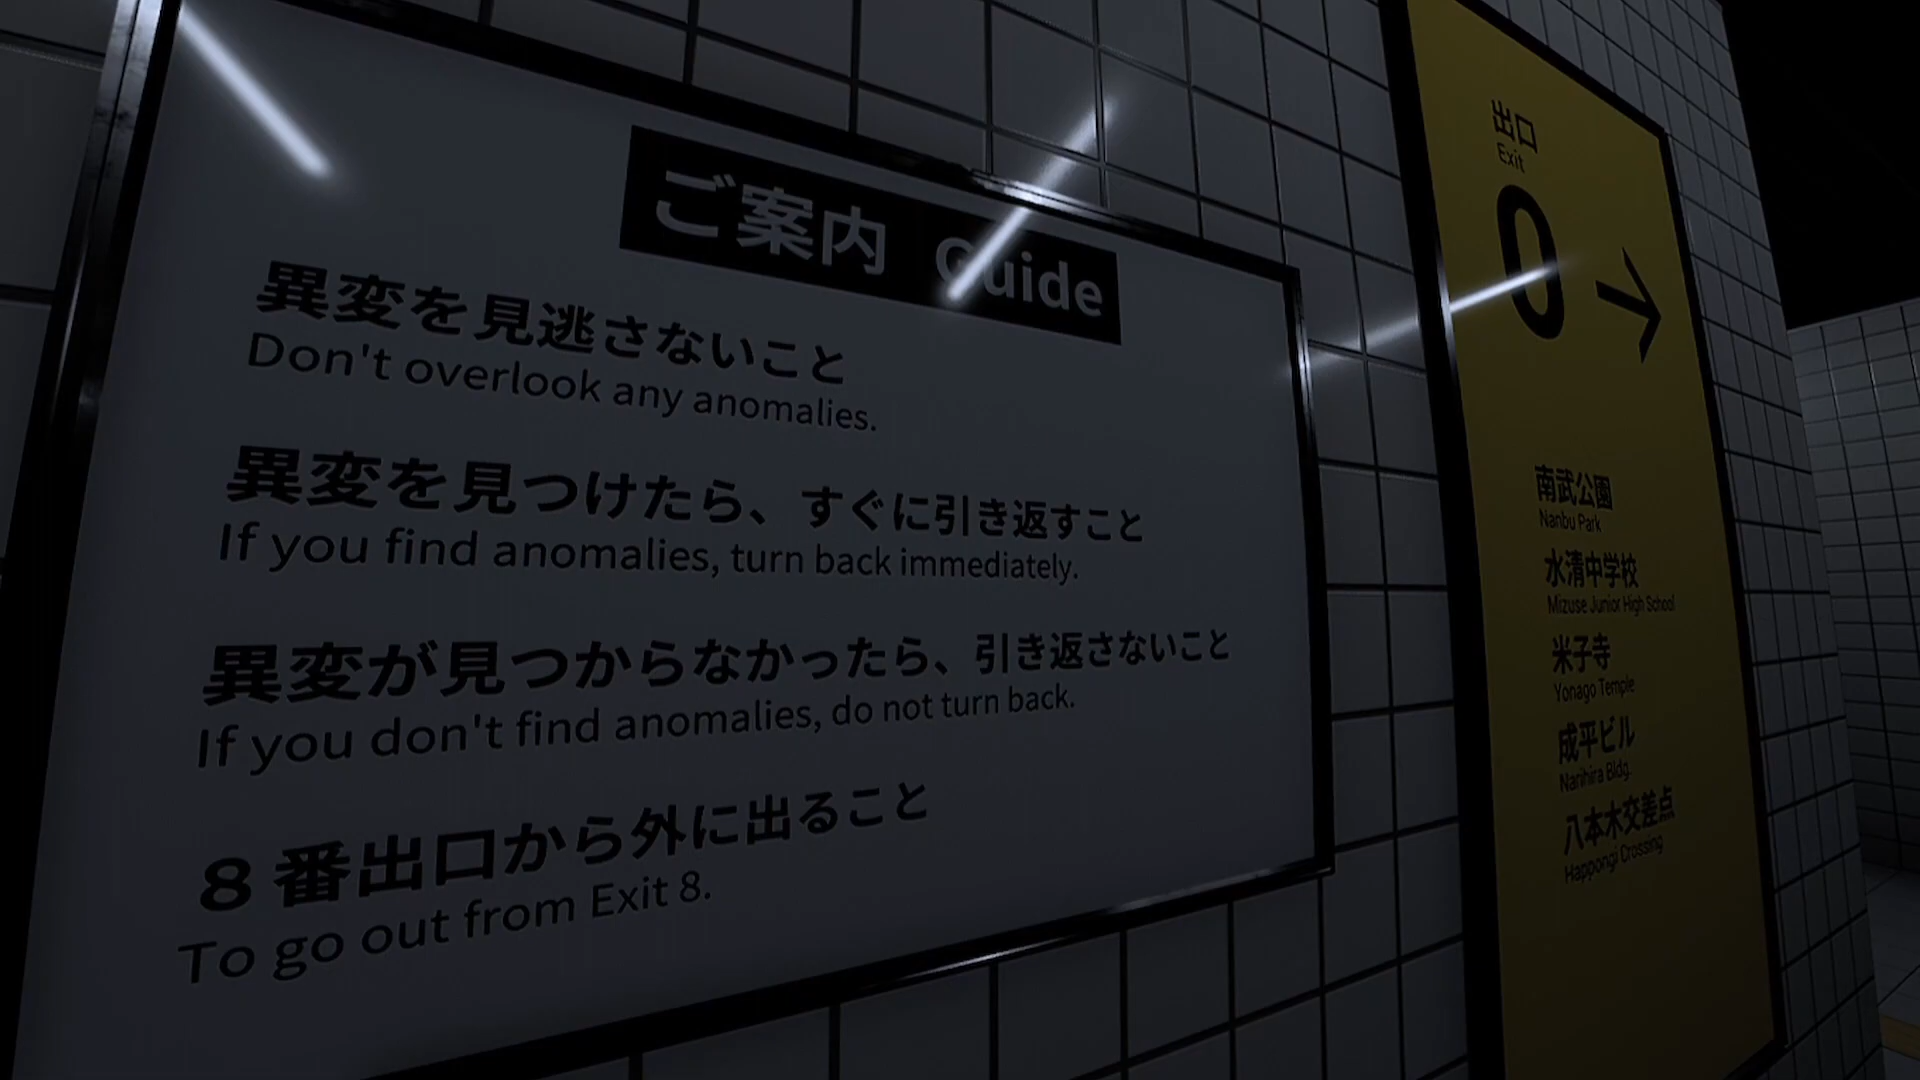 ご案内 Guide
異変を見逃さないこと
Don't overlook any anomalies.
異変を見つけたら、すぐに引き返すこと
If you find anomalies, turn back immediately.
異変が見つからなかったら、引き返さないこと
If you don't find anomalies, do not turn back.
8番出口から外に出ること
To go out from Exit 8.
出口
Exit
0 →
南武公園
Nanbu Park
水清中学校
Mizuse Junior High School
米子寺
Yonago Temple
成平ビル
Narihira Bldg.
八本木交差点
Happongi Crossing